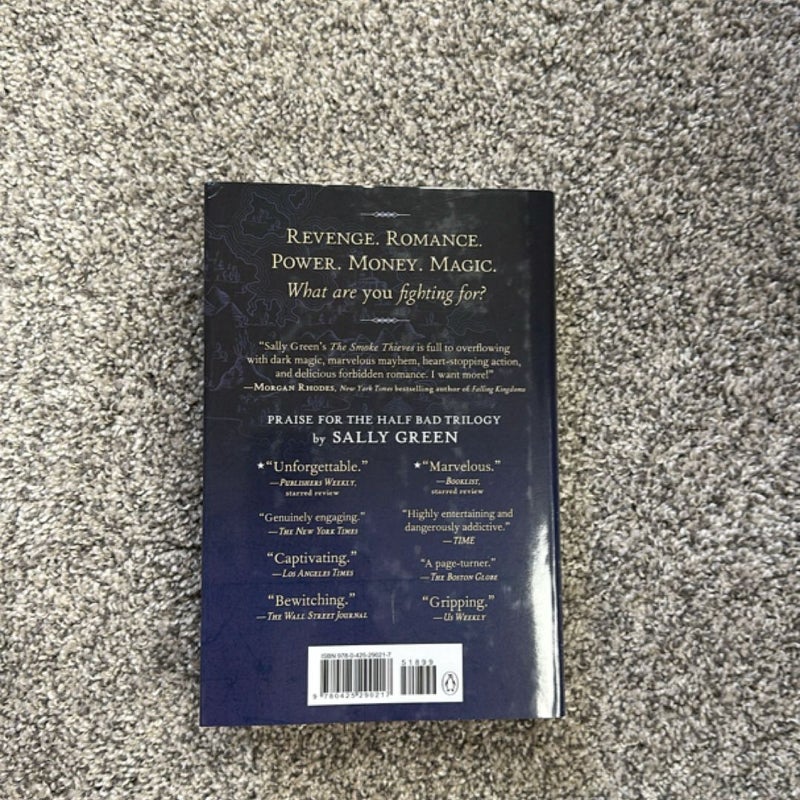 REVENGE. ROMANCE.
POWER. MONEY. MAGIC.
What are you fighting for?
“Sally Green’s The Smoke Thieves is full to overflowing
with dark magic, marvelous mayhem, heart-stopping action,
and delicious forbidden romance. I want more!”
—MORGAN RHODES, New York Times bestselling author of Falling Kingdoms
PRAISE FOR THE HALF BAD TRILOGY
by SALLY GREEN
★“Unforgettable.”
—PUBLISHERS WEEKLY,
starred review
★“Marvelous.”
—BOOKLIST,
starred review
“Genuinely engaging.”
—THE NEW YORK TIMES
“Highly entertaining and
dangerously addictive.”
—TIME
“Captivating.”
—LOS ANGELES TIMES
“A page-turner.”
—THE BOSTON GLOBE
“Bewitching.”
—THE WALL STREET JOURNAL
“Gripping.”
—US WEEKLY
ISBN 978-0-425-29021-7
51899
9 780425 290217